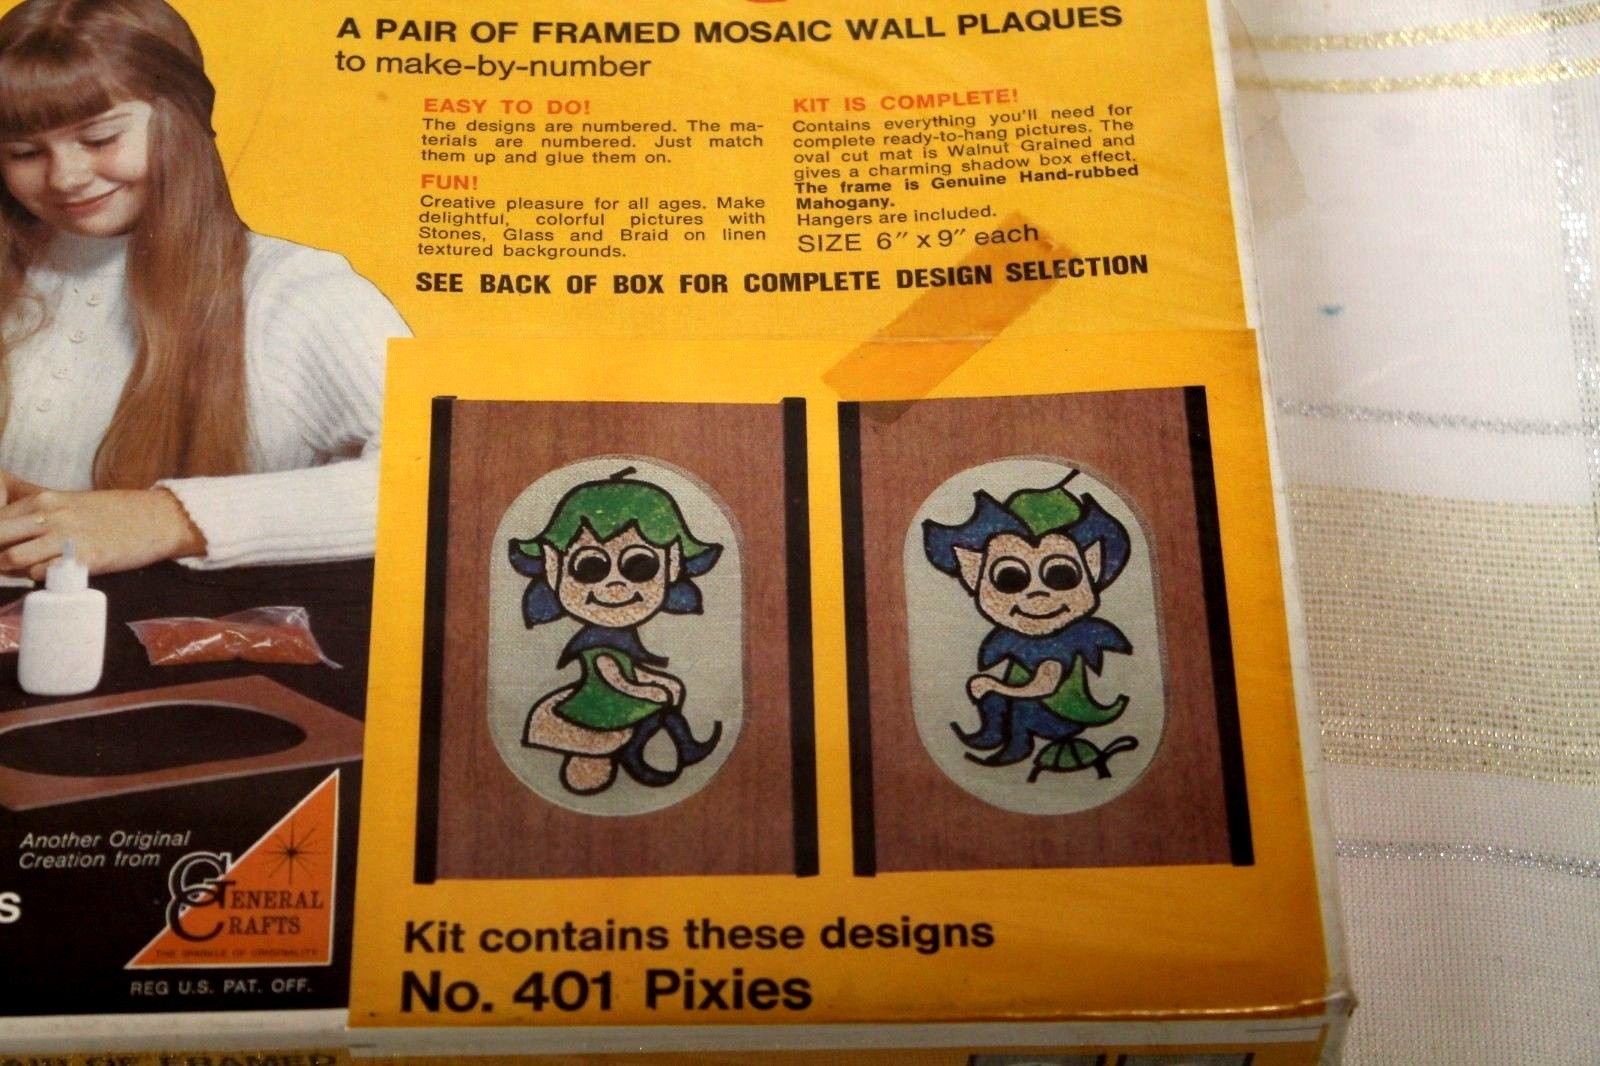 A PAIR OF FRAMED MOSAIC WALL PLAQUES
to make-by-number
EASY TO DO!
The designs are numbered. The ma-
terials are numbered. Just match
them up and glue them on.
FUN!
Creative pleasure for all ages. Make
delightful, colorful pictures with
Stones, Glass and Braid on linen
textured backgrounds.
KIT IS COMPLETE!
Contains everything you'll need for
complete ready-to-hang pictures. The
oval cut mat is Walnut Grained and
gives a charming shadow box effect.
The frame is Genuine Hand-rubbed
Mahogany.
Hangers are included.
SIZE 6" x 9" each
SEE BACK OF BOX FOR COMPLETE DESIGN SELECTION
Another Original
Creation from
GENERAL
CRAFTS
THE SPARKLE OF ORIGINALITY
REG U.S. PAT. OFF.
S
Kit contains these designs
No. 401 Pixies
OF FRAMED